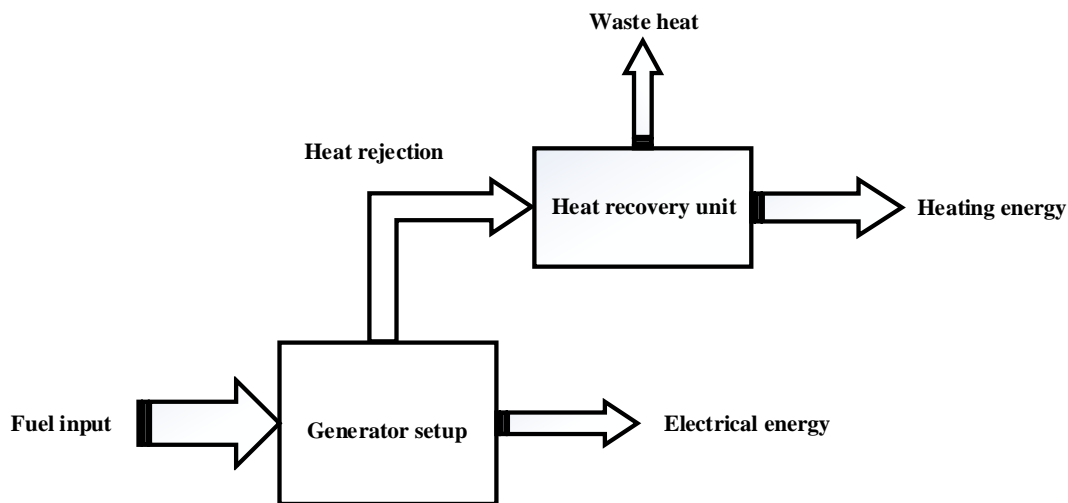 Waste heat
Heat rejection
Heat recovery unit
Heating energy
Fuel input
Generator setup
Electrical energy